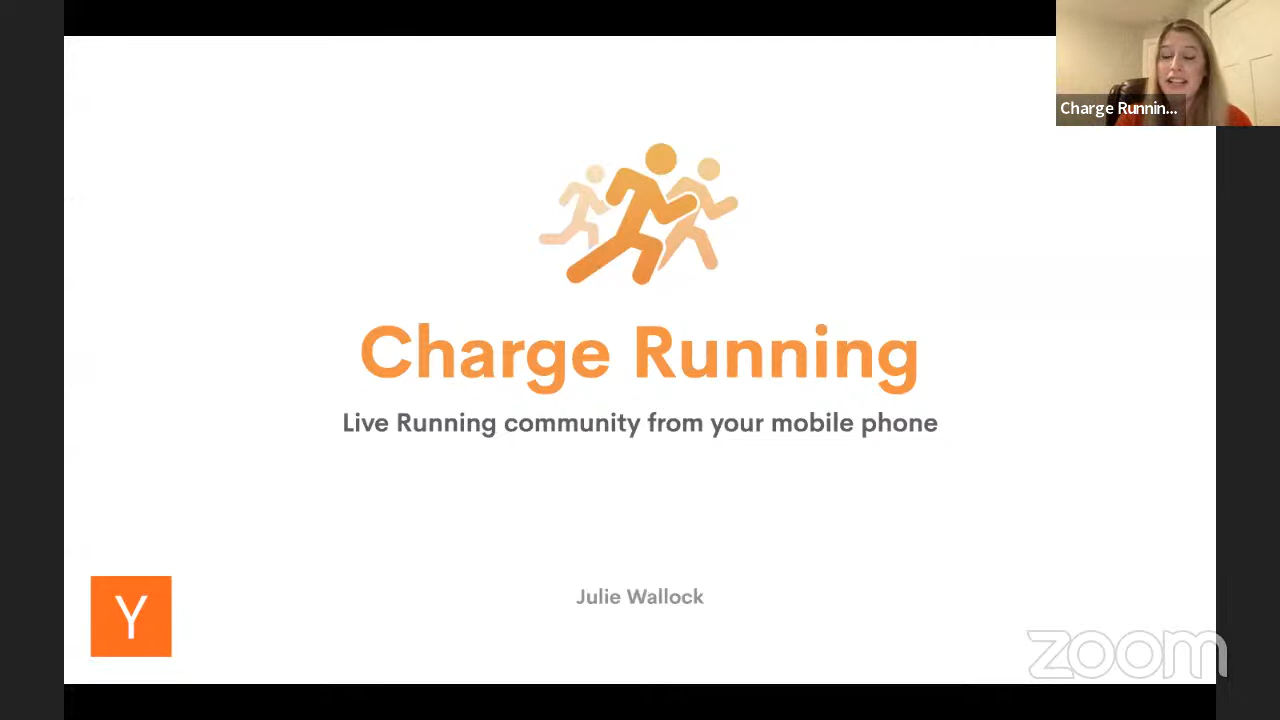 Charge Runnin...
Charge Running
Live Running community from your mobile phone
Julie Wallock
Y
zoom